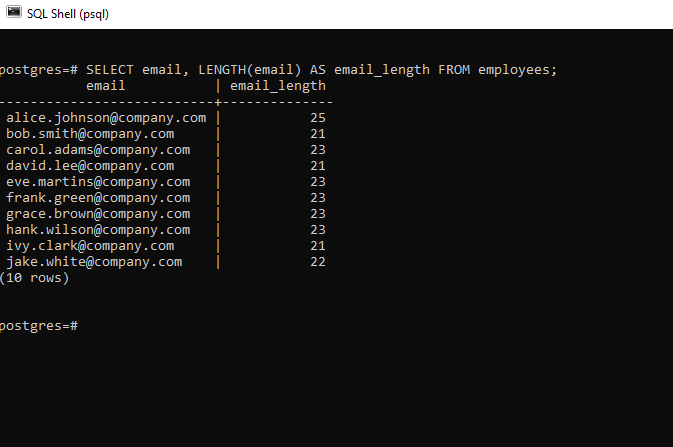 SQL Shell (psql)
postgres=# SELECT email, LENGTH(email) AS email_length FROM employees;
          email           | email_length
--------------------------+--------------
 alice.johnson@company.com |           25
 bob.smith@company.com     |           21
 carol.adams@company.com   |           23
 david.lee@company.com     |           21
 eve.martins@company.com   |           23
 frank.green@company.com   |           23
 grace.brown@company.com   |           23
 hank.wilson@company.com   |           23
 ivy.clark@company.com     |           21
 jake.white@company.com    |           22
(10 rows)
postgres=#